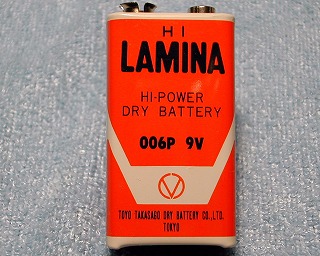 HI
LAMINA
HI-POWER
DRY BATTERY
006P 9V
TOYO TAKASAGO DRY BATTERY CO.,LTD.
TOKYO